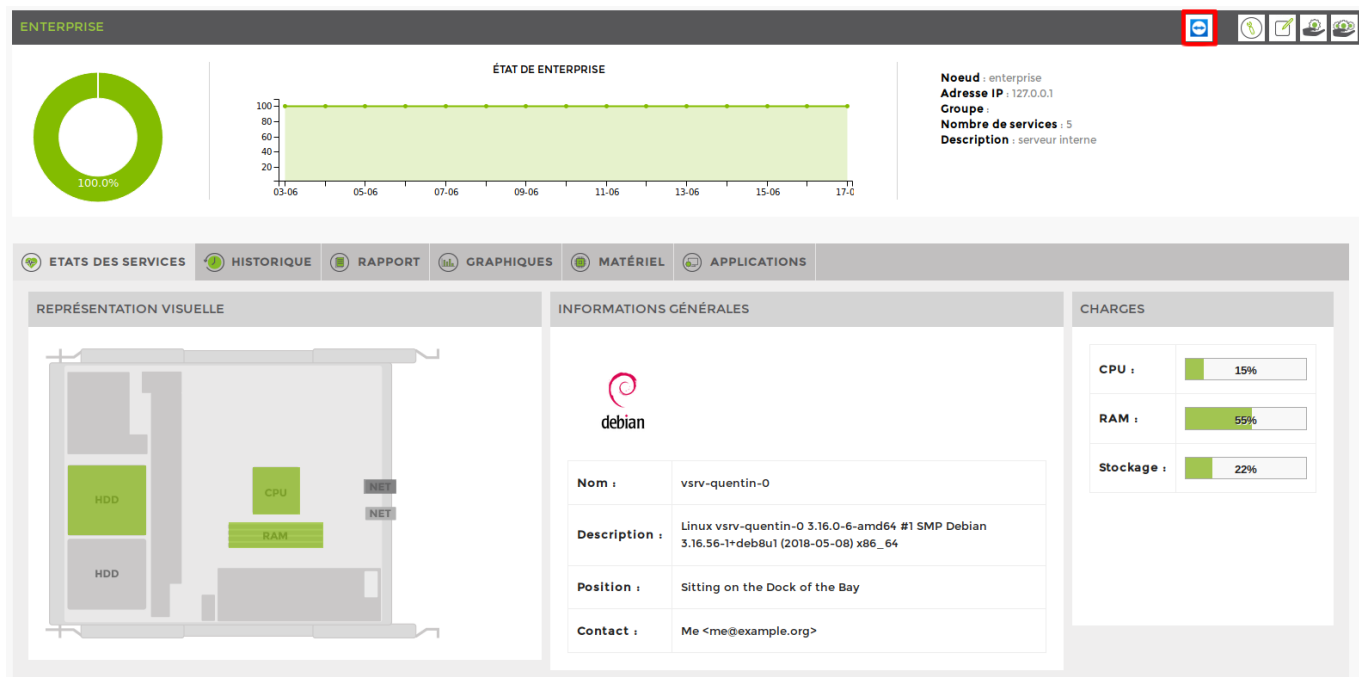 ENTERPRISE
100.0%
ÉTAT DE ENTERPRISE
100
80
60
40
20
03-06 05-06 07-06 09-06 11-06 13-06 15-06 17-0
Noeud : enterprise
Adresse IP : 127.0.0.1
Groupe :
Nombre de services : 5
Description : serveur interne
ETATS DES SERVICES HISTORIQUE RAPPORT GRAPHIQUES MATÉRIEL APPLICATIONS
REPRÉSENTATION VISUELLE
HDD
HDD
CPU
RAM
NET
NET
INFORMATIONS GÉNÉRALES
debian
Nom : vsrv-quentin-0
Description : Linux vsrv-quentin-0 3.16.0-6-amd64 #1 SMP Debian
3.16.56-1+deb8u1 (2018-05-08) x86_64
Position : Sitting on the Dock of the Bay
Contact : Me <me@example.org>
CHARGES
CPU : 15%
RAM : 55%
Stockage : 22%